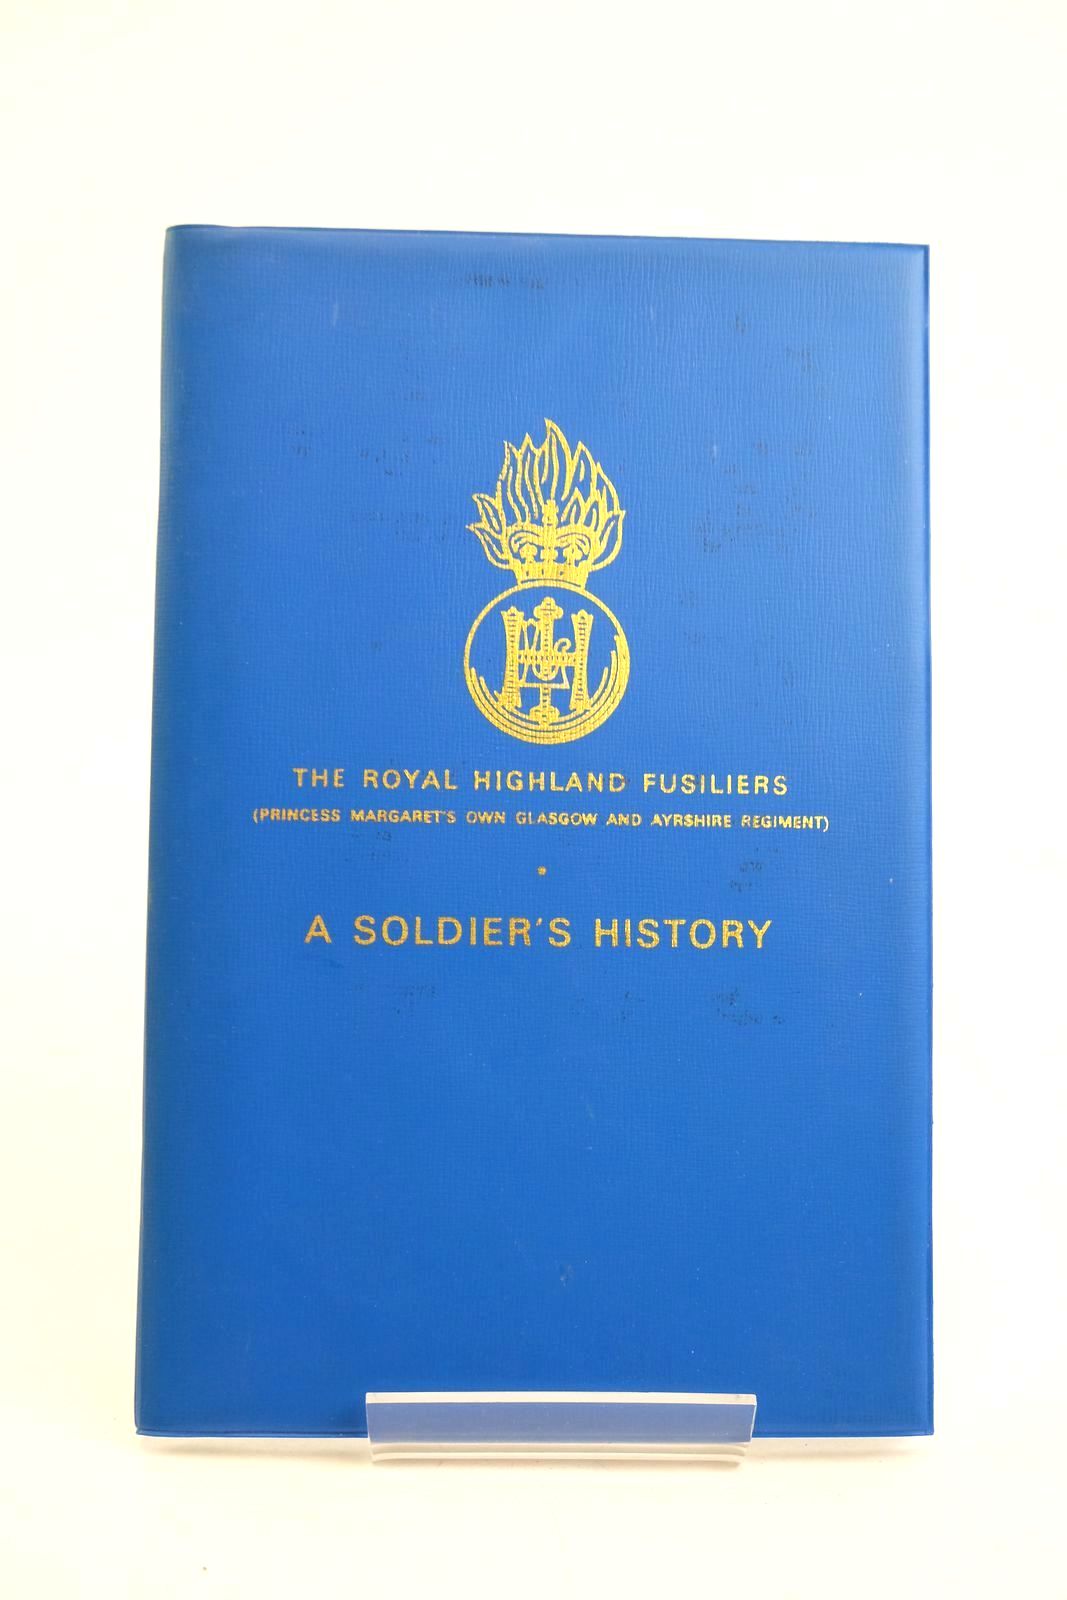 THE ROYAL HIGHLAND FUSILIERS
(PRINCESS MARGARET'S OWN GLASGOW AND AYRSHIRE REGIMENT)
A SOLDIER'S HISTORY